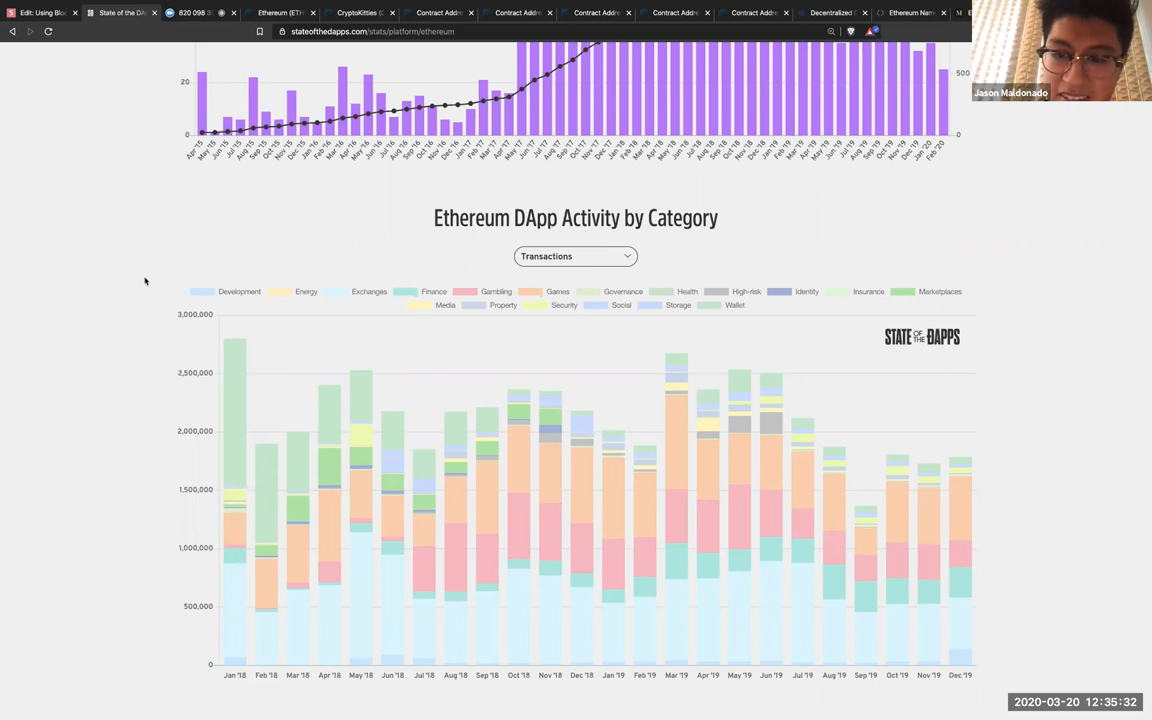 Edit: Using Blo
State of the DA
820 098 3
Ethereum (ETH
CryptoKitties (C
Contract Addre
Contract Addre
Contract Addre
Contract Addre
Contract Addre
Decentralized
Ethereum Nam
stateofthedapps.com/stats/platform/ethereum
Jason Maldonado
20
0
500
0
Apr '15 May '15 Jun '15 Jul '15 Aug '15 Sep '15 Oct '15 Nov '15 Dec '15 Jan '16 Feb '16 Mar '16 Apr '16 May '16 Jun '16 Jul '16 Aug '16 Sep '16 Oct '16 Nov '16 Dec '16 Jan '17 Feb '17 Mar '17 Apr '17 May '17 Jun '17 Jul '17 Aug '17 Sep '17 Oct '17 Nov '17 Dec '17 Jan '18 Feb '18 Mar '18 Apr '18 May '18 Jun '18 Jul '18 Aug '18 Sep '18 Oct '18 Nov '18 Dec '18 Jan '19 Feb '19 Mar '19 Apr '19 May '19 Jun '19 Jul '19 Aug '19 Sep '19 Oct '19 Nov '19 Dec '19 Jan '20 Feb '20
Ethereum DApp Activity by Category
Transactions
Development Energy Exchanges Finance Gambling Games Governance Health High-risk Identity Insurance Marketplaces
Media Property Security Social Storage Wallet
STATE OF THE DAPPS
3,000,000
2,500,000
2,000,000
1,500,000
1,000,000
500,000
0
Jan '18 Feb '18 Mar '18 Apr '18 May '18 Jun '18 Jul '18 Aug '18 Sep '18 Oct '18 Nov '18 Dec '18 Jan '19 Feb '19 Mar '19 Apr '19 May '19 Jun '19 Jul '19 Aug '19 Sep '19 Oct '19 Nov '19 Dec '19
2020-03-20 12:35:32